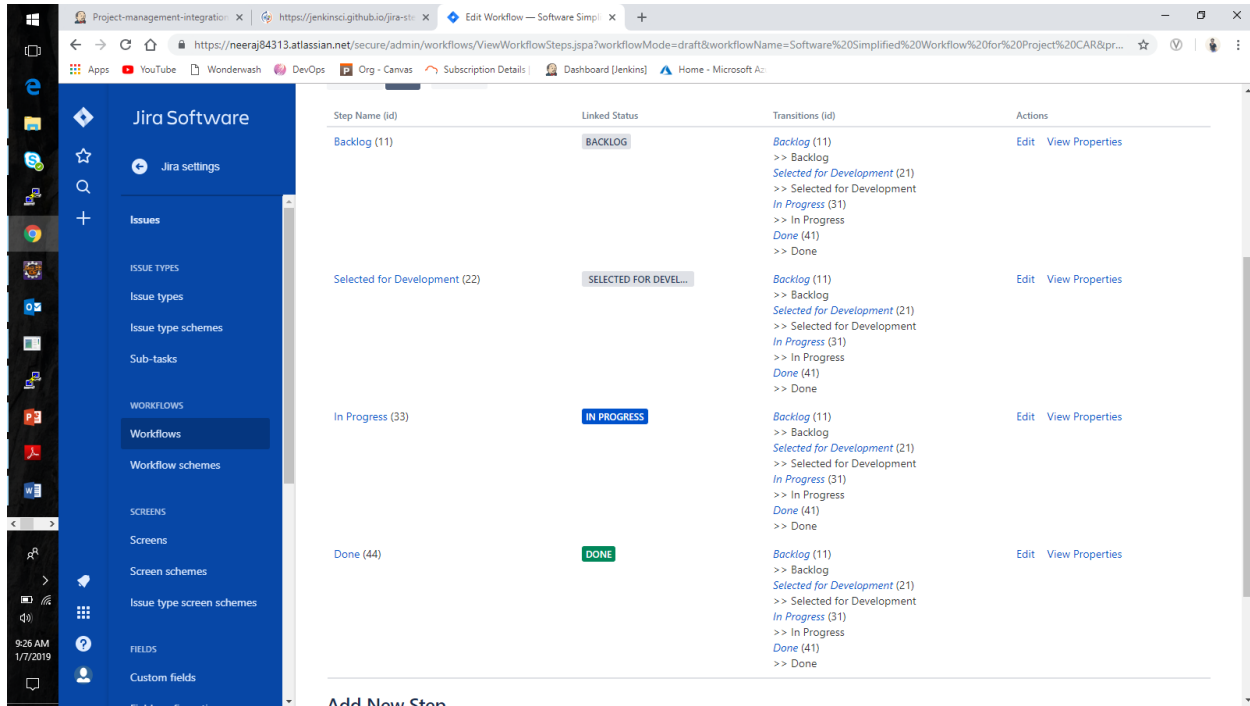 Project-management-integration
https://jenkinsci.github.io/jira-ste
Edit Workflow — Software Simpl
https://neeraj84313.atlassian.net/secure/admin/workflows/ViewWorkflowSteps.jspa?workflowMode=draft&workflowName=Software%20Simplified%20Workflow%20for%20Project%20CAR&pr...
Apps YouTube Wonderwash DevOps Org - Canvas Subscription Details | Dashboard [Jenkins] Home - Microsoft Az
Jira Software
Jira settings
Issues
ISSUE TYPES
Issue types
Issue type schemes
Sub-tasks
WORKFLOWS
Workflows
Workflow schemes
SCREENS
Screens
Screen schemes
Issue type screen schemes
FIELDS
Custom fields
Step Name (id) Linked Status Transitions (id) Actions
Backlog (11) BACKLOG Backlog (11) Edit View Properties
>> Backlog
Selected for Development (21)
>> Selected for Development
In Progress (31)
>> In Progress
Done (41)
>> Done
Selected for Development (22) SELECTED FOR DEVEL... Backlog (11) Edit View Properties
>> Backlog
Selected for Development (21)
>> Selected for Development
In Progress (31)
>> In Progress
Done (41)
>> Done
In Progress (33) IN PROGRESS Backlog (11) Edit View Properties
>> Backlog
Selected for Development (21)
>> Selected for Development
In Progress (31)
>> In Progress
Done (41)
>> Done
Done (44) DONE Backlog (11) Edit View Properties
>> Backlog
Selected for Development (21)
>> Selected for Development
In Progress (31)
>> In Progress
Done (41)
>> Done
Add New Step
9:26 AM
1/7/2019